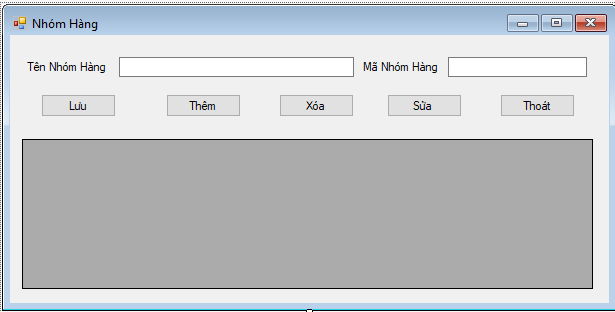 Nhóm Hàng
Tên Nhóm Hàng Mã Nhóm Hàng
Lưu Thêm Xóa Sửa Thoát